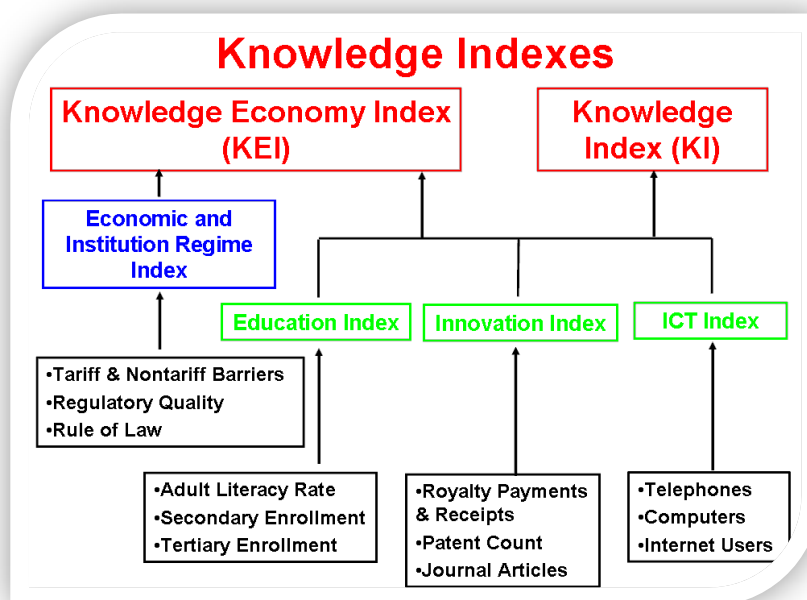 Knowledge Indexes
Knowledge Economy Index
(KEI)
Knowledge
Index (KI)
Economic and
Institution Regime
Index
Education Index
Innovation Index
ICT Index
•Tariff & Nontariff Barriers
•Regulatory Quality
•Rule of Law
•Adult Literacy Rate
•Secondary Enrollment
•Tertiary Enrollment
•Royalty Payments
& Receipts
•Patent Count
•Journal Articles
•Telephones
•Computers
•Internet Users